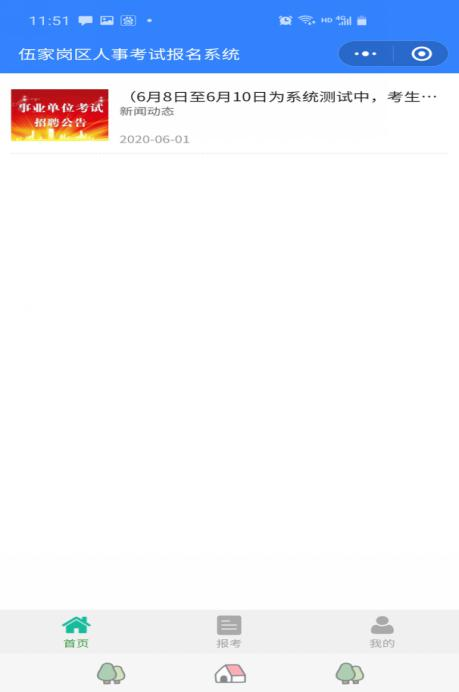 11:51
HD 4G
伍家岗区人事考试报名系统
事业单位考试
招聘公告
（6月8日至6月10日为系统测试中，考生…
新闻动态
2020-06-01
首页
报考
我的